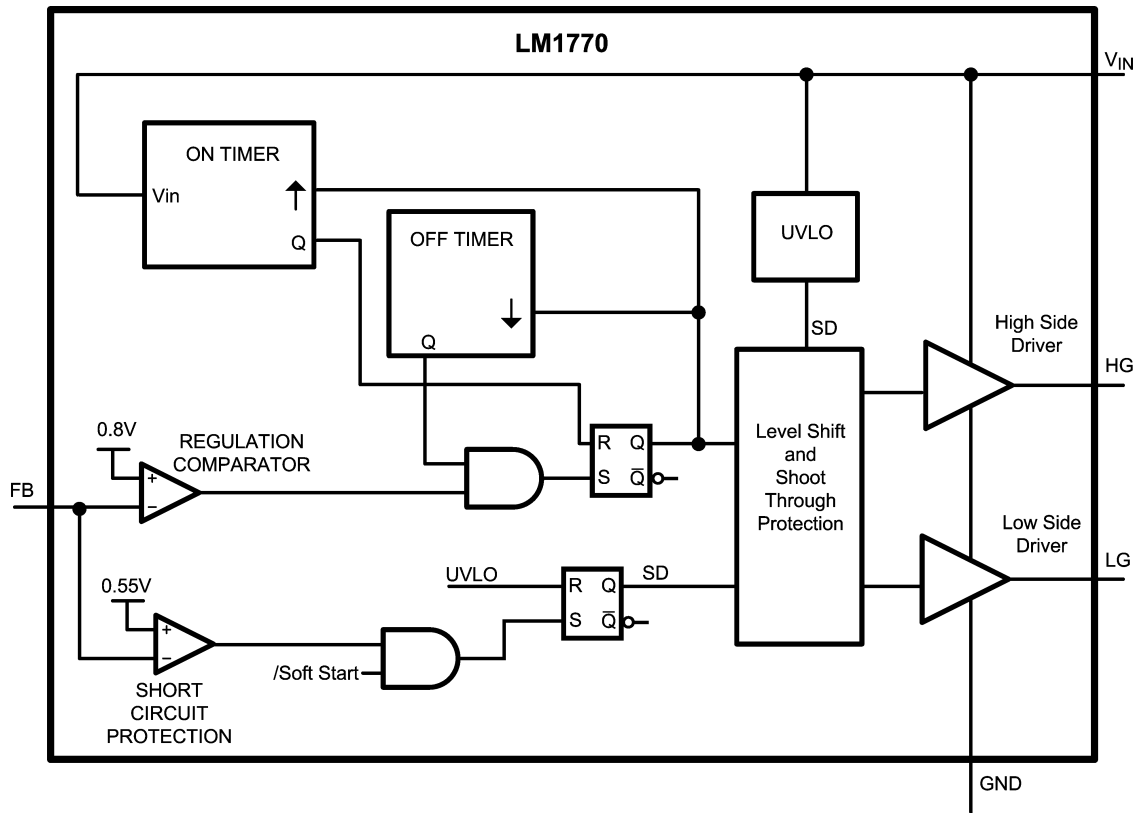 LM1770
VIN
ON TIMER
Vin
Q
OFF TIMER
Q
UVLO
SD
High Side
Driver
HG
0.8V
REGULATION
COMPARATOR
+
−
FB
R Q
S Q̅
Level Shift
and
Shoot
Through
Protection
Low Side
Driver
LG
0.55V
+
−
UVLO
R Q
S Q̅
SD
/Soft Start
SHORT
CIRCUIT
PROTECTION
GND